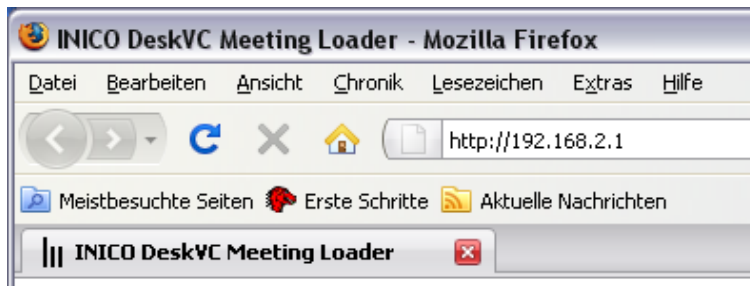 INICO DeskVC Meeting Loader - Mozilla Firefox
Datei Bearbeiten Ansicht Chronik Lesezeichen Extras Hilfe
http://192.168.2.1
Meistbesuchte Seiten Erste Schritte Aktuelle Nachrichten
INICO DeskVC Meeting Loader